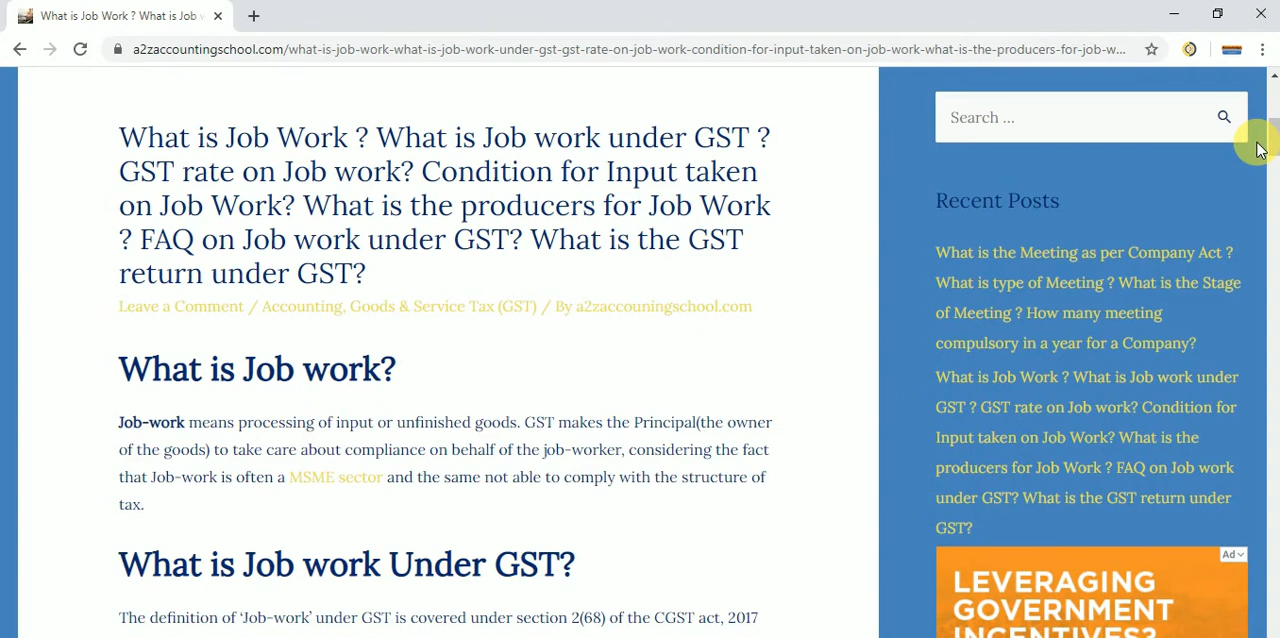 What is Job Work ? What is Job w
a2zaccountingschool.com/what-is-job-work-what-is-job-work-under-gst-gst-rate-on-job-work-condition-for-input-taken-on-job-work-what-is-the-producers-for-job-w...
What is Job Work ? What is Job work under GST ?
GST rate on Job work? Condition for Input taken
on Job Work? What is the producers for Job Work
? FAQ on Job work under GST? What is the GST
return under GST?
Leave a Comment / Accounting, Goods & Service Tax (GST) / By a2zaccouningschool.com
What is Job work?
Job-work means processing of input or unfinished goods. GST makes the Principal(the owner
of the goods) to take care about compliance on behalf of the job-worker, considering the fact
that Job-work is often a MSME sector and the same not able to comply with the structure of
tax.
What is Job work Under GST?
The definition of ‘Job-work’ under GST is covered under section 2(68) of the CGST act, 2017
Search ...
Recent Posts
What is the Meeting as per Company Act ?
What is type of Meeting ? What is the Stage
of Meeting ? How many meeting
compulsory in a year for a Company?
What is Job Work ? What is Job work under
GST ? GST rate on Job work? Condition for
Input taken on Job Work? What is the
producers for Job Work ? FAQ on Job work
under GST? What is the GST return under
GST?
Ad
LEVERAGING
GOVERNMENT
INCENTIVES?